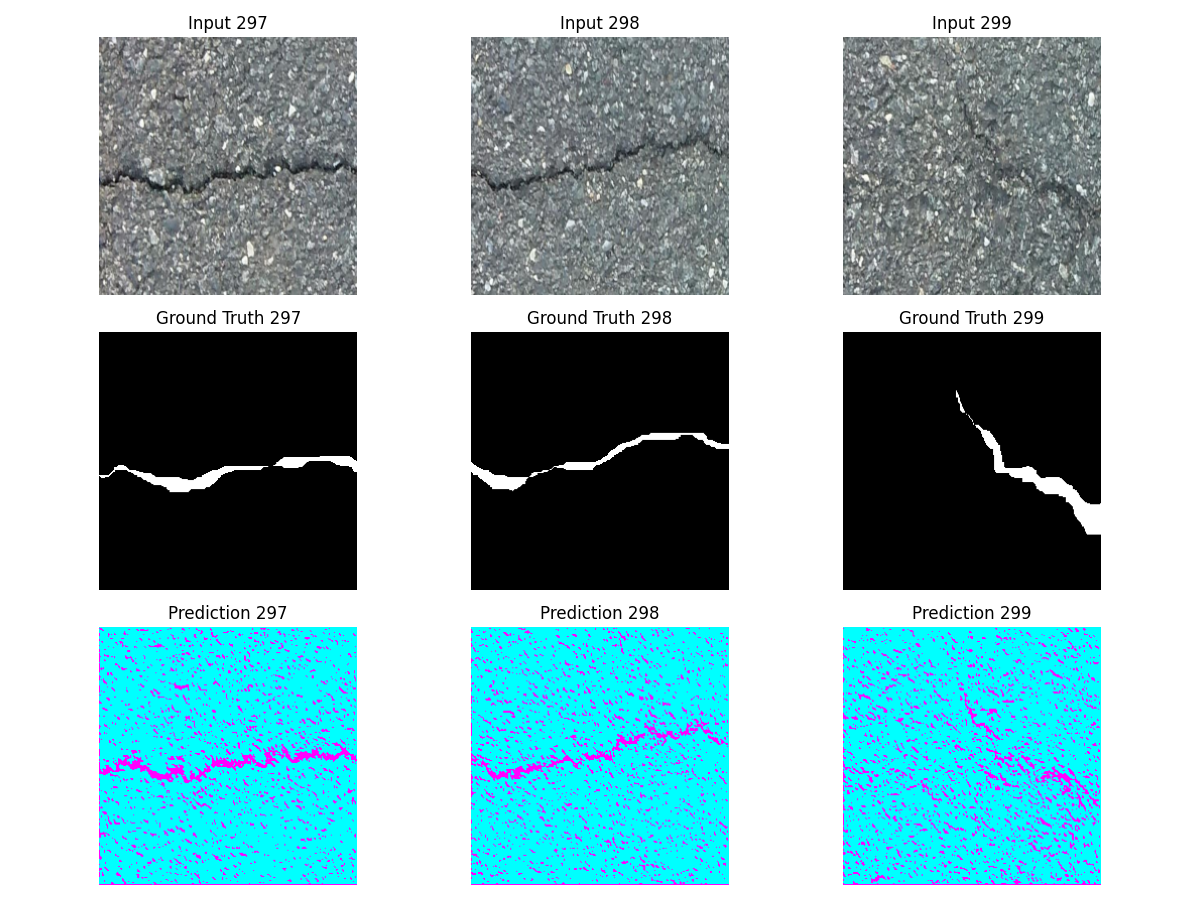 Input 297
Input 298
Input 299
Ground Truth 297
Ground Truth 298
Ground Truth 299
Prediction 297
Prediction 298
Prediction 299